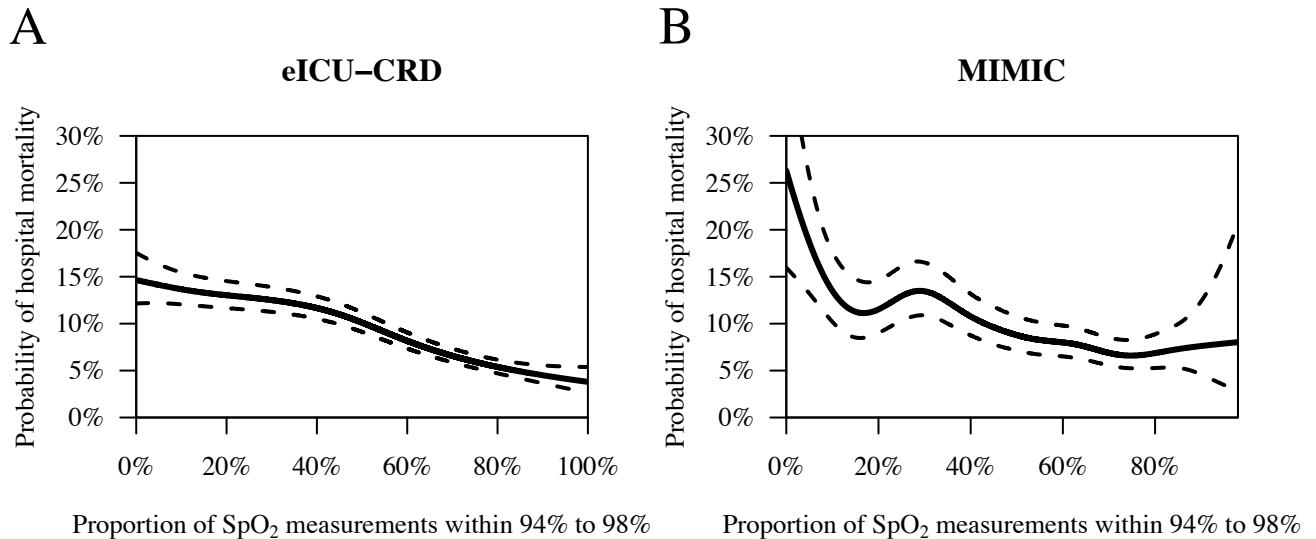 A
eICU−CRD
Probability of hospital mortality
30%
25%
20%
15%
10%
5%
0%
0% 20% 40% 60% 80% 100%
Proportion of SpO₂ measurements within 94% to 98%
B
MIMIC
Probability of hospital mortality
30%
25%
20%
15%
10%
5%
0%
0% 20% 40% 60% 80%
Proportion of SpO₂ measurements within 94% to 98%